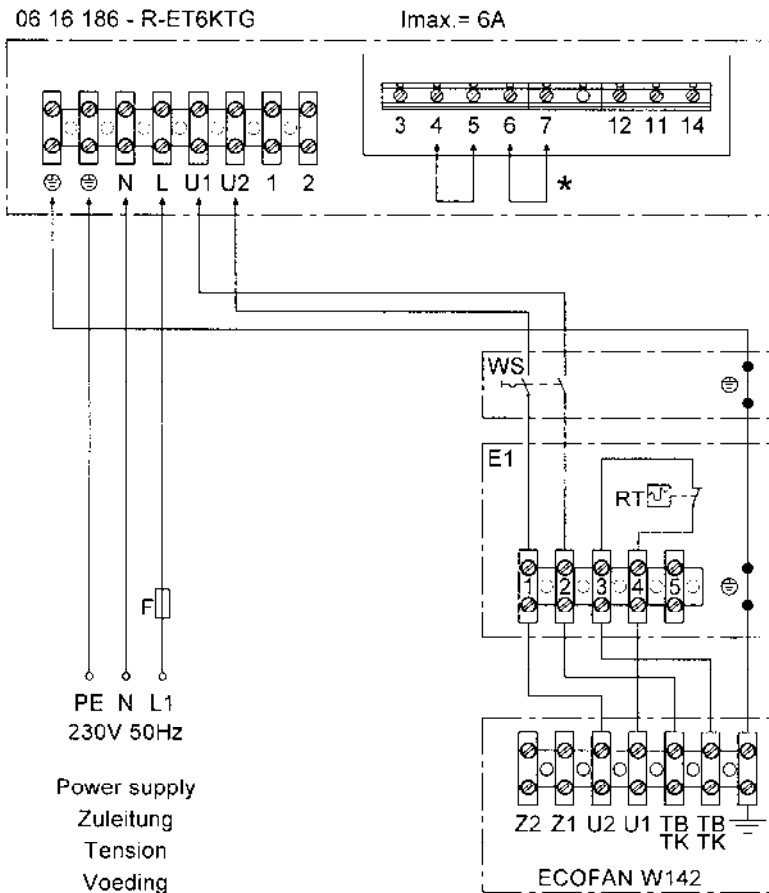 06 16 186 - R-ET6KTG Imax.= 6A
3 4 5 6 7 12 11 14
N L U1 U2 1 2
*
WS
E1
RT
1 2 3 4 5
F
PE N L1
230V 50Hz
Power supply
Zuleitung
Tension
Voeding
Z2 Z1 U2 U1 TB TB
TK TK
ECOFAN W142